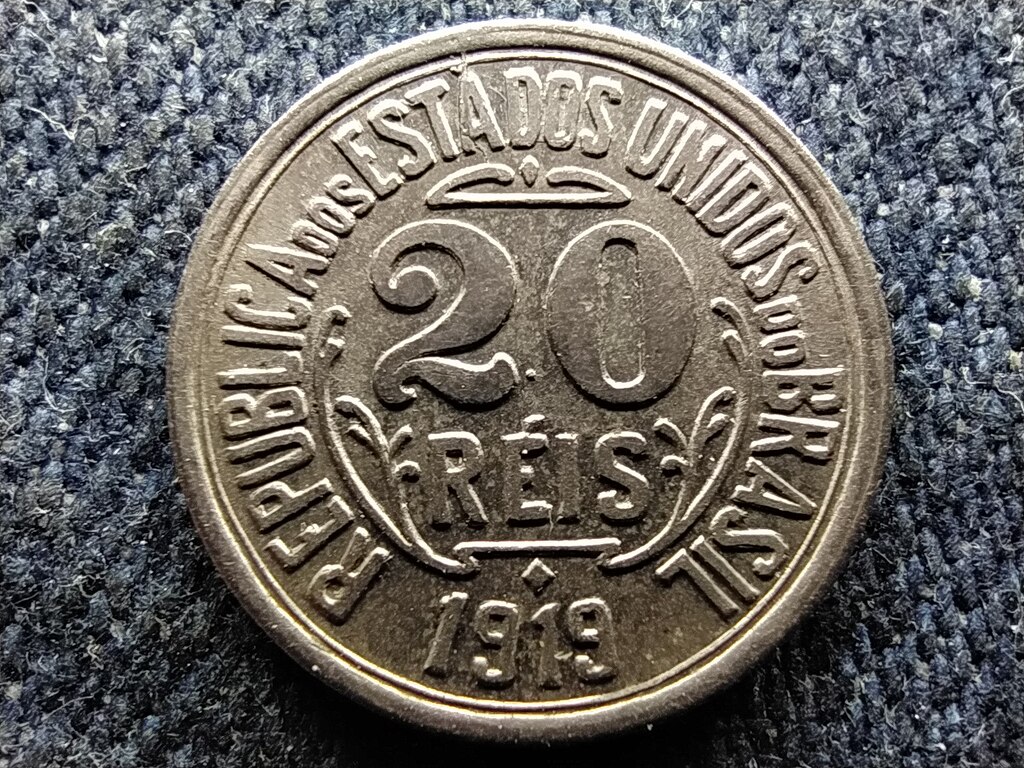 REPUBLICA DOS ESTADOS UNIDOS DO BRASIL
20
RÉIS
1919